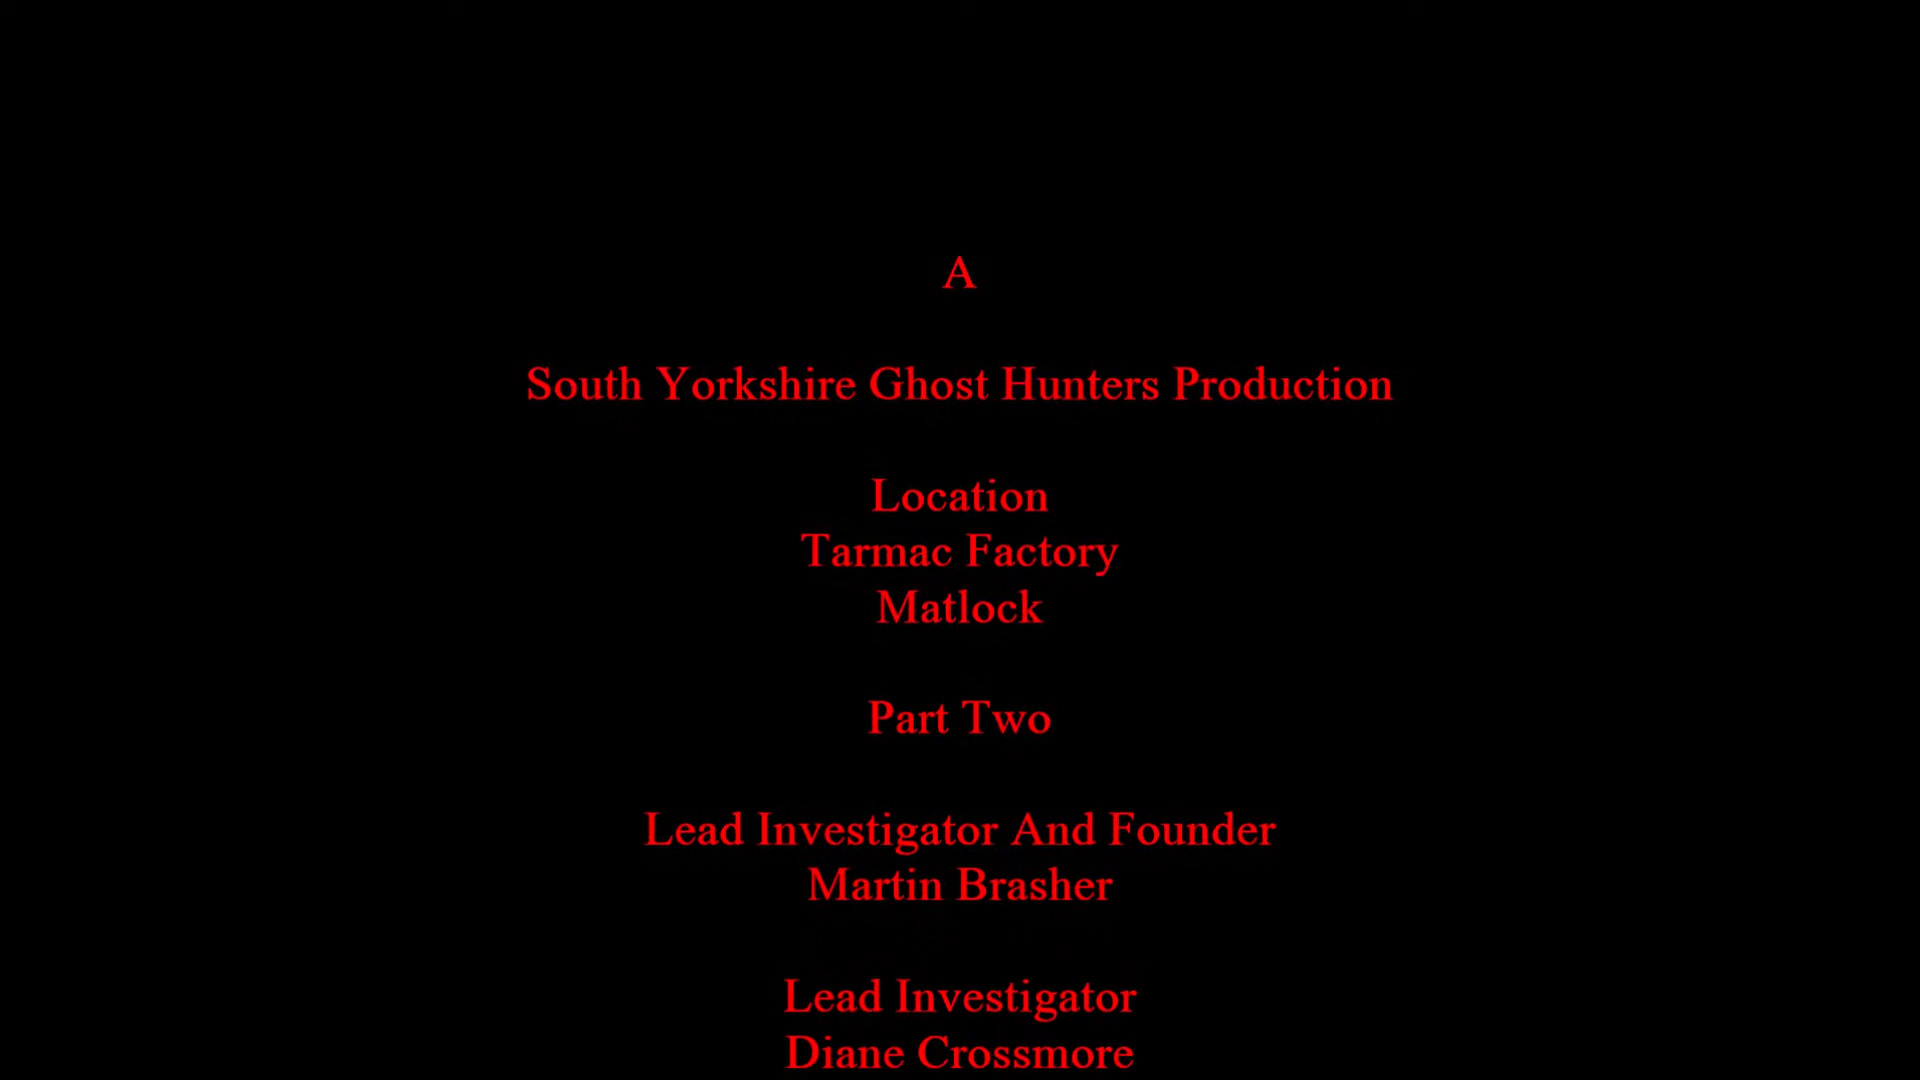 A
South Yorkshire Ghost Hunters Production
Location
Tarmac Factory
Matlock
Part Two
Lead Investigator And Founder
Martin Brasher
Lead Investigator
Diane Crossmore